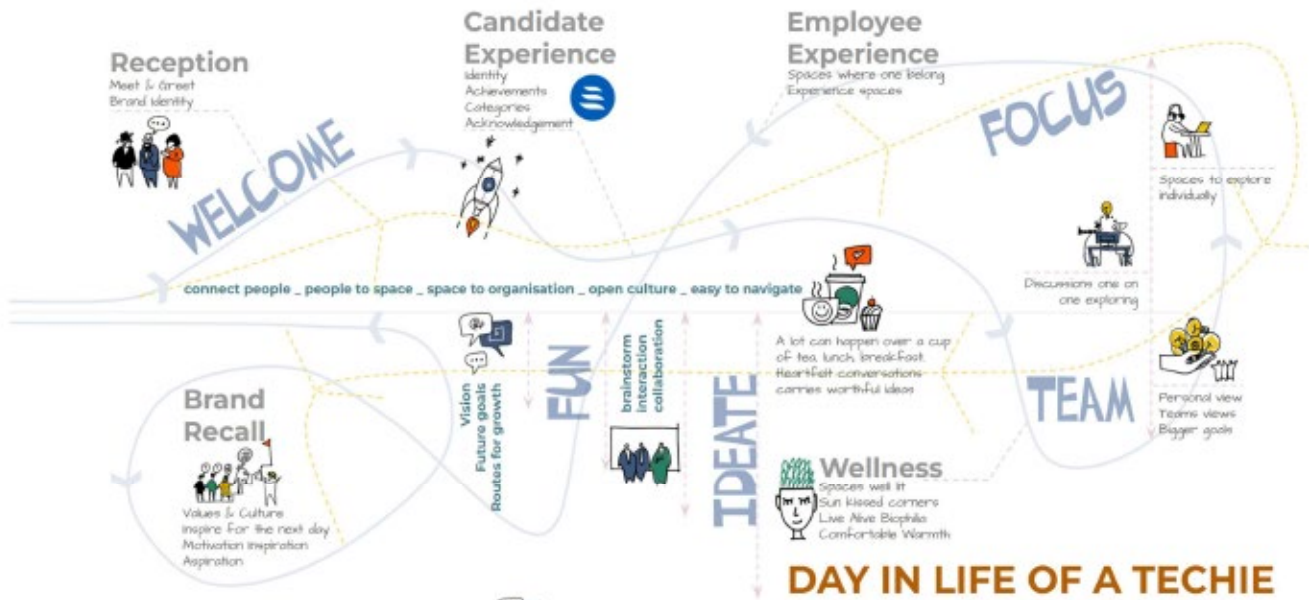 Reception
Meet & Greet
Brand Identity
WELCOME
Candidate
Experience
Identity
Achievements
Categories
Acknowledgement
Employee
Experience
Spaces where one belong
Experience spaces
FOCUS
Spaces to explore
individually
Discussions one on
one exploring
connect people _ people to space _ space to organisation _ open culture _ easy to navigate
Vision
Future goals
Routes for growth
FUN
brainstorm
interaction
collaboration
IDEATE
A lot can happen over a cup
of tea, lunch, breakfast.
Heartfelt conversations
carries worthful ideas
TEAM
Personal view
Teams views
Bigger goals
Brand
Recall
Values & Culture
Inspire for the next day
Motivation Inspiration
Aspiration
Wellness
Spaces well lit
Sun kissed corners
Live Alive Biophilia
Comfortable Warmth
DAY IN LIFE OF A TECHIE